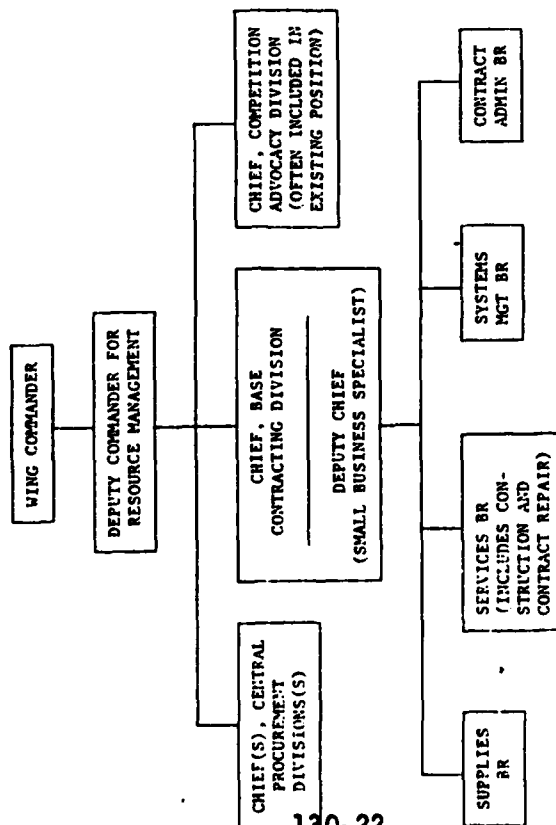 WING COMMANDER
DEPUTY COMMANDER FOR
RESOURCE MANAGEMENT
CHIEF(S), CENTRAL
PROCUREMENT
DIVISIONS(S)
CHIEF, BASE
CONTRACTING DIVISION
DEPUTY CHIEF
(SMALL BUSINESS SPECIALIST)
CHIEF, COMPETITION
ADVOCACY DIVISION
(OFTEN INCLUDED IN
EXISTING POSITION)
SUPPLIES
BR
SERVICES BR
(INCLUDES CON-
STRUCTION AND
CONTRACT REPAIR)
SYSTEMS
MGT BR
CONTRACT
ADMIN BR